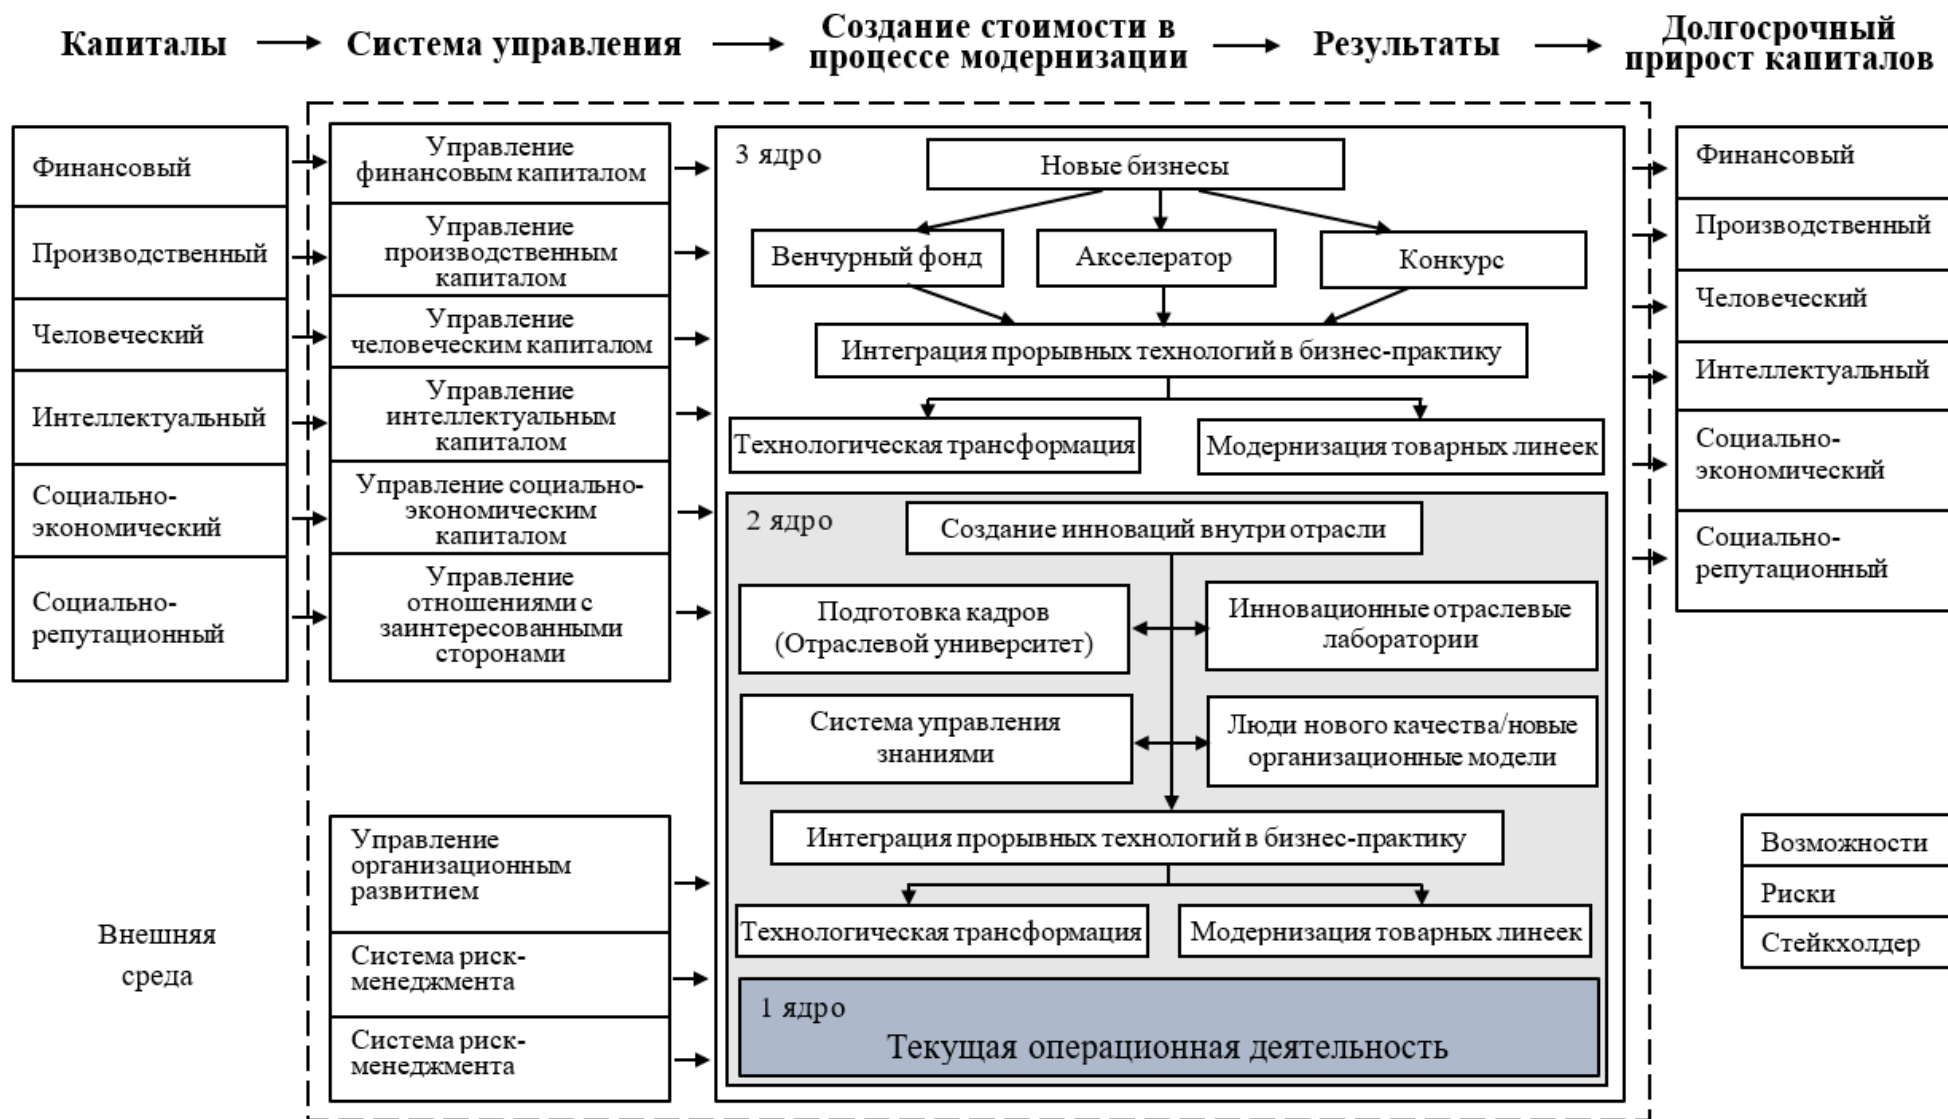 Капиталы
Система управления
Создание стоимости в
процессе модернизации
Результаты
Долгосрочный
прирост капиталов
Финансовый
Производственный
Человеческий
Интеллектуальный
Социально-
экономический
Социально-
репутационный
Управление
финансовым капиталом
Управление
производственным
капиталом
Управление
человеческим капиталом
Управление
интеллектуальным
капиталом
Управление социально-
экономическим
капиталом
Управление
отношениями с
заинтересованными
сторонами
3 ядро
Новые бизнесы
Венчурный фонд
Акселератор
Конкурс
Интеграция прорывных технологий в бизнес-практику
Технологическая трансформация
Модернизация товарных линеек
2 ядро
Создание инноваций внутри отрасли
Подготовка кадров
(Отраслевой университет)
Инновационные отраслевые
лаборатории
Система управления
знаниями
Люди нового качества/новые
организационные модели
Интеграция прорывных технологий в бизнес-практику
Технологическая трансформация
Модернизация товарных линеек
1 ядро
Текущая операционная деятельность
Финансовый
Производственный
Человеческий
Интеллектуальный
Социально-
экономический
Социально-
репутационный
Внешняя
среда
Управление
организационным
развитием
Система риск-
менеджмента
Система риск-
менеджмента
Возможности
Риски
Стейкхолдер